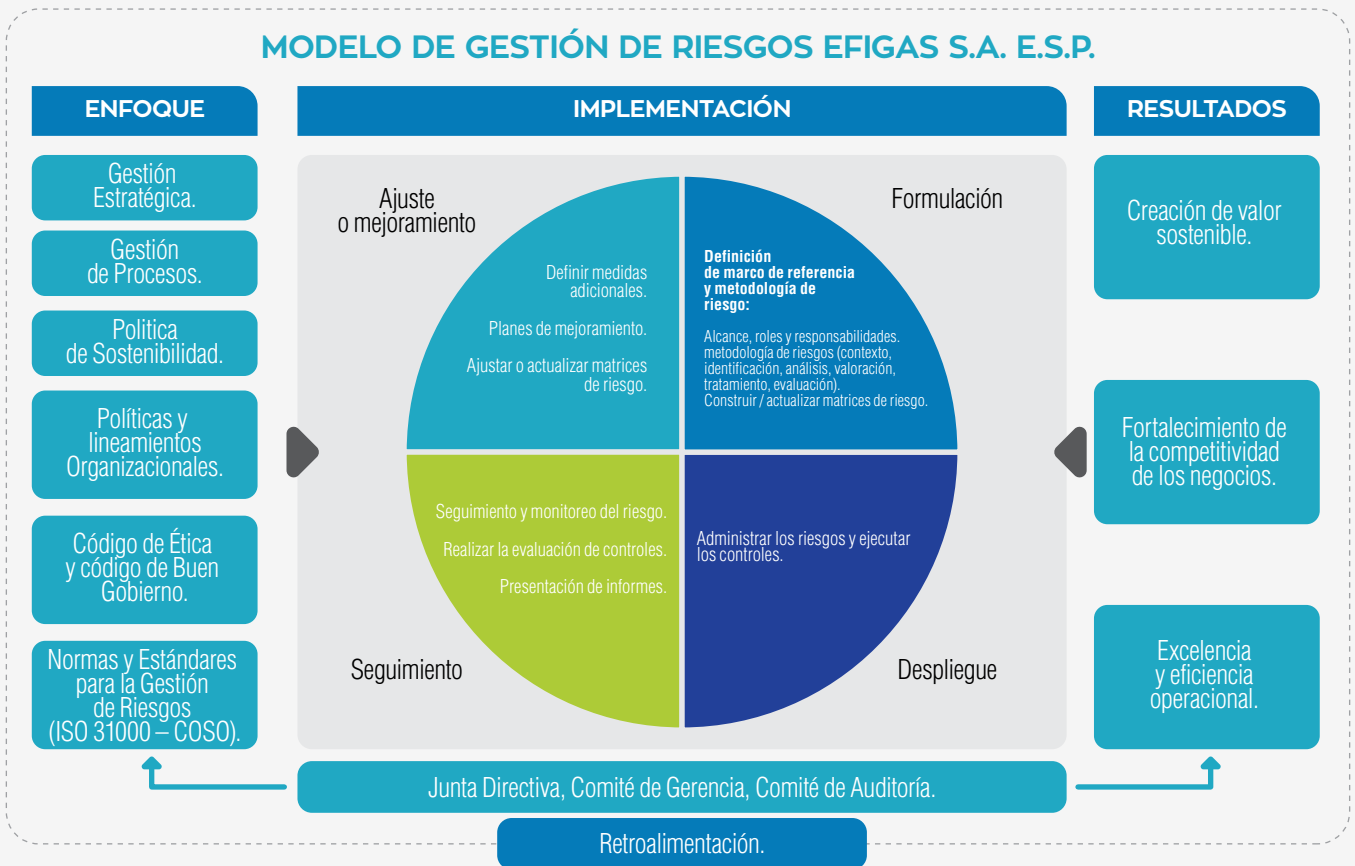 MODELO DE GESTIÓN DE RIESGOS EFIGAS S.A. E.S.P.
ENFOQUE
Gestión
Estratégica.
Gestión
de Procesos.
Politica
de Sostenibilidad.
Políticas y
lineamientos
Organizacionales.
Código de Ética
y código de Buen
Gobierno.
Normas y Estándares
para la Gestión
de Riesgos
(ISO 31000 – COSO).
IMPLEMENTACIÓN
Ajuste
o mejoramiento
Definir medidas
adicionales.
Planes de mejoramiento.
Ajustar o actualizar matrices
de riesgo.
Formulación
Definición
de marco de referencia
y metodología de
riesgo:
Alcance, roles y responsabilidades.
metodología de riesgos (contexto,
identificación, análisis, valoración,
tratamiento, evaluación).
Construir / actualizar matrices de riesgo.
Seguimiento y monitoreo del riesgo.
Realizar la evaluación de controles.
Presentación de informes.
Seguimiento
Administrar los riesgos y ejecutar
los controles.
Despliegue
RESULTADOS
Creación de valor
sostenible.
Fortalecimiento de
la competitividad
de los negocios.
Excelencia
y eficiencia
operacional.
Junta Directiva, Comité de Gerencia, Comité de Auditoría.
Retroalimentación.